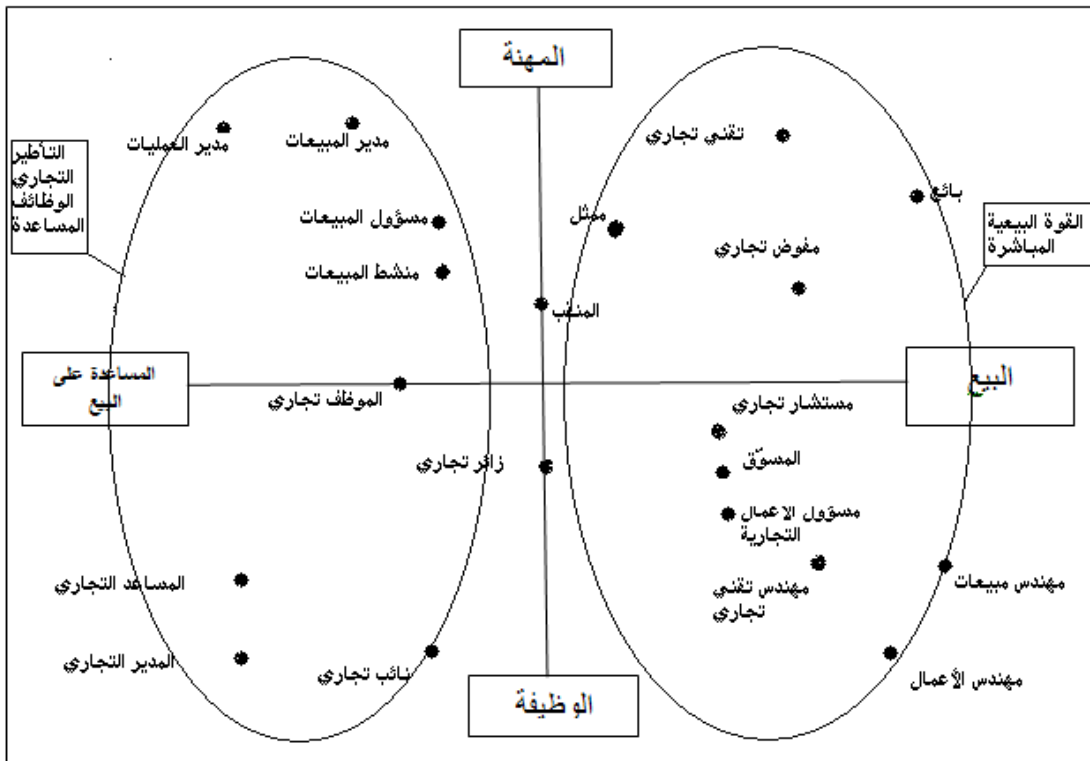 المهنة
مدير العمليات
مدير المبيعات
تقني تجاري
التأطير
التجاري
الوظائف
المساعدة
بائع
مسؤول المبيعات
ممثل
القوة البيعية
المباشرة
مفوض تجاري
منشط المبيعات
المنقب
المساعدة على
البيع
البيع
الموظف تجاري
مستشار تجاري
زائر تجاري
المسوّق
مسؤول الاعمال
التجارية
المساعد التجاري
مهندس تقني
تجاري
مهندس مبيعات
المدير التجاري
نائب تجاري
مهندس الأعمال
الوظيفة